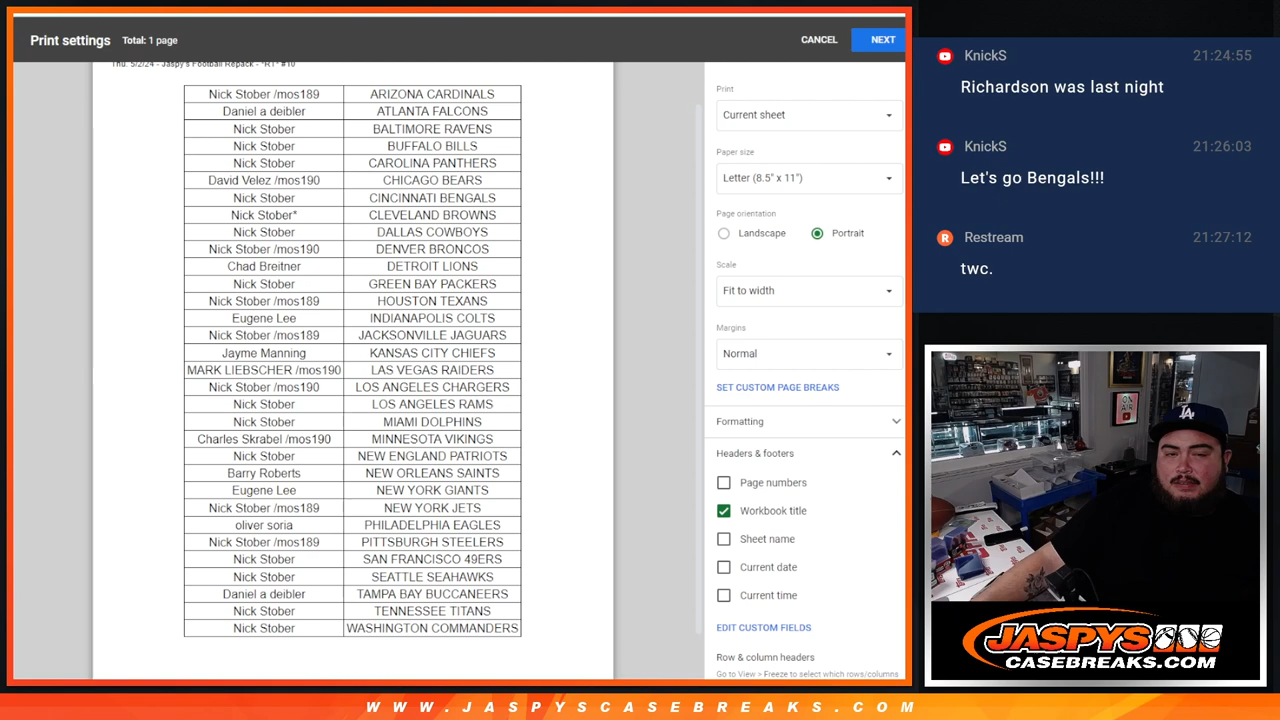 Print settings Total: 1 page CANCEL NEXT
Thu. 5/2/24 - Jaspy's Football Repack - *RT* #10
Nick Stober /mos189 ARIZONA CARDINALS
Daniel a deibler ATLANTA FALCONS
Nick Stober BALTIMORE RAVENS
Nick Stober BUFFALO BILLS
Nick Stober CAROLINA PANTHERS
David Velez /mos190 CHICAGO BEARS
Nick Stober CINCINNATI BENGALS
Nick Stober* CLEVELAND BROWNS
Nick Stober DALLAS COWBOYS
Nick Stober /mos190 DENVER BRONCOS
Chad Breitner DETROIT LIONS
Nick Stober GREEN BAY PACKERS
Nick Stober /mos189 HOUSTON TEXANS
Eugene Lee INDIANAPOLIS COLTS
Nick Stober /mos189 JACKSONVILLE JAGUARS
Jayme Manning KANSAS CITY CHIEFS
MARK LIEBSCHER /mos190 LAS VEGAS RAIDERS
Nick Stober /mos190 LOS ANGELES CHARGERS
Nick Stober LOS ANGELES RAMS
Nick Stober MIAMI DOLPHINS
Charles Skrabel /mos190 MINNESOTA VIKINGS
Nick Stober NEW ENGLAND PATRIOTS
Barry Roberts NEW ORLEANS SAINTS
Eugene Lee NEW YORK GIANTS
Nick Stober /mos189 NEW YORK JETS
oliver soria PHILADELPHIA EAGLES
Nick Stober /mos189 PITTSBURGH STEELERS
Nick Stober SAN FRANCISCO 49ERS
Nick Stober SEATTLE SEAHAWKS
Daniel a deibler TAMPA BAY BUCCANEERS
Nick Stober TENNESSEE TITANS
Nick Stober WASHINGTON COMMANDERS
Print
Current sheet
Paper size
Letter (8.5" x 11")
Page orientation
Landscape Portrait
Scale
Fit to width
Margins
Normal
SET CUSTOM PAGE BREAKS
Formatting
Headers & footers
Page numbers
Workbook title
Sheet name
Current date
Current time
EDIT CUSTOM FIELDS
Row & column headers
Go to View > Freeze to select which rows/columns
KnickS 21:24:55
Richardson was last night
KnickS 21:26:03
Let's go Bengals!!!
R Restream 21:27:12
twc.
ON AIR
LA
JASPYS
CASEBREAKS.COM
WWW.JASPYSCASEBREAKS.COM